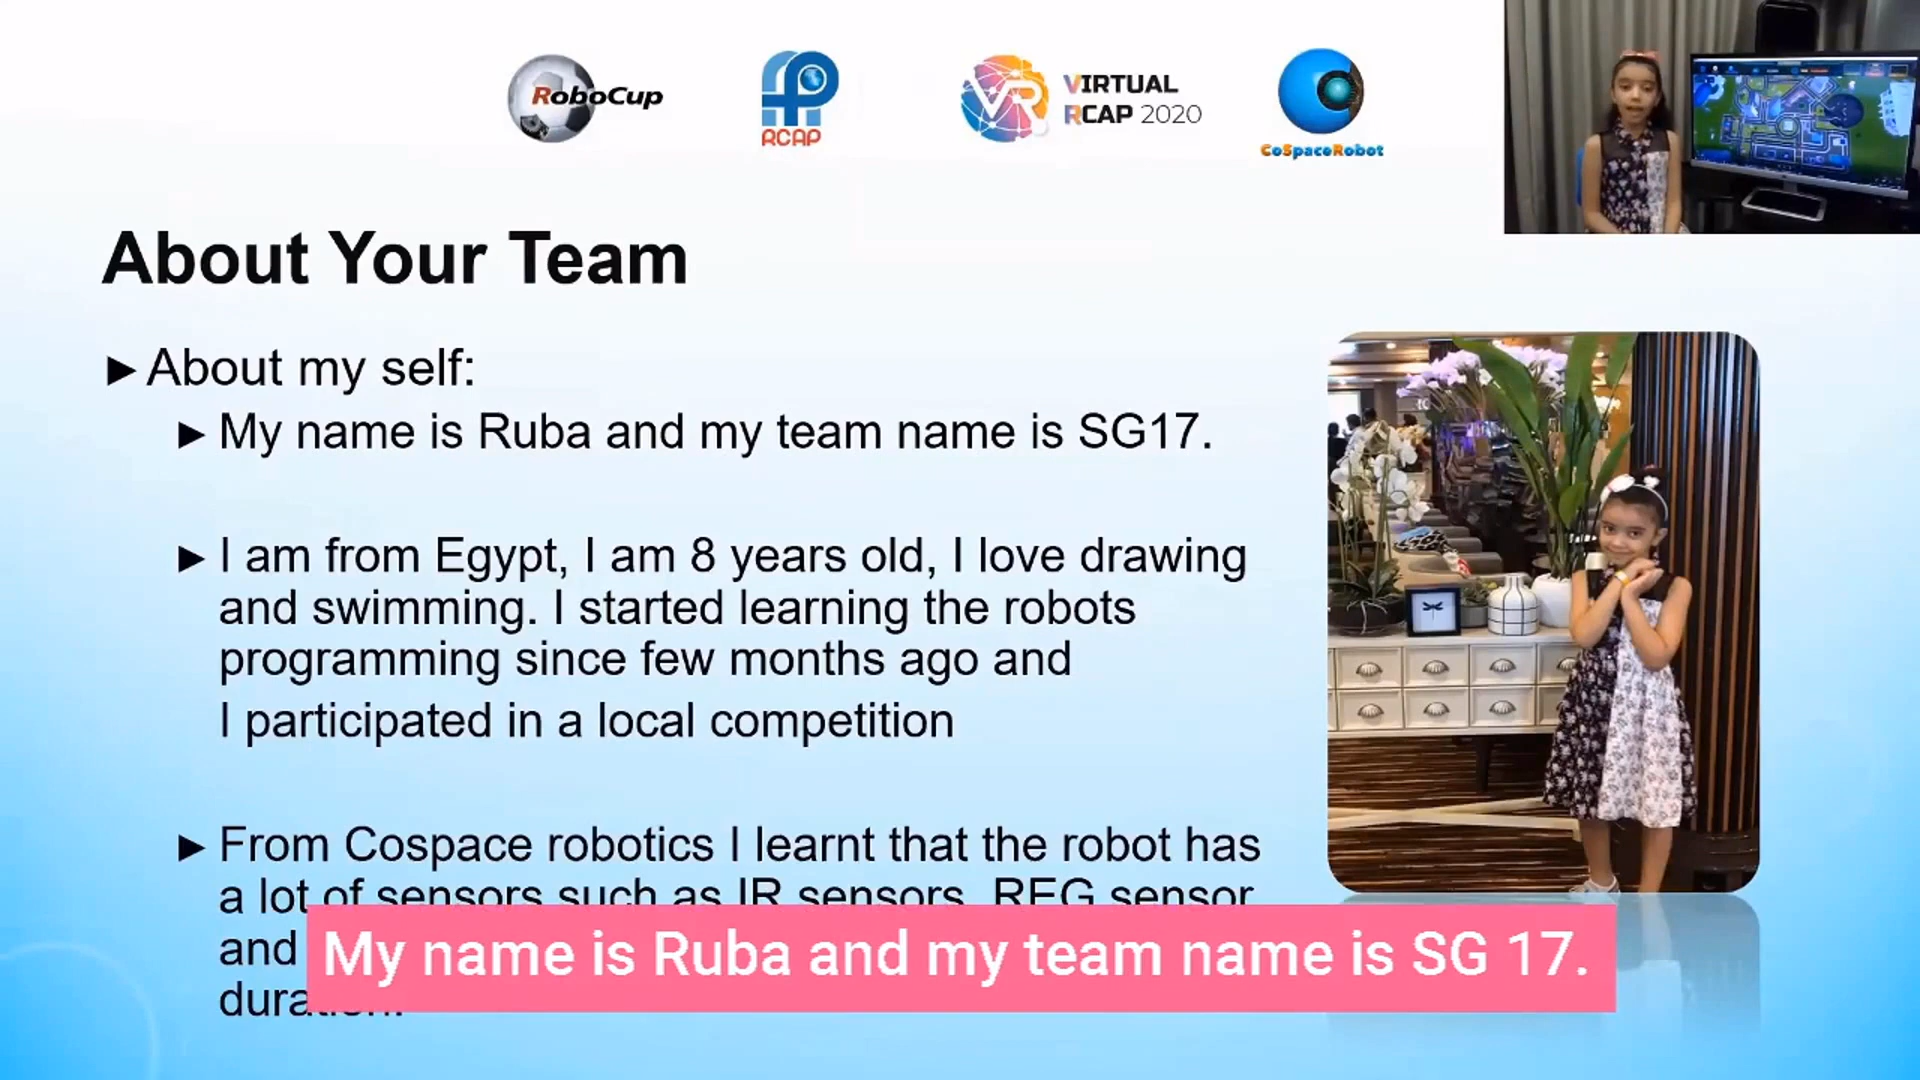 RoboCup
RCAP
VIRTUAL
RCAP 2020
CoSpaceRobot
About Your Team
About my self:
My name is Ruba and my team name is SG17.
I am from Egypt, I am 8 years old, I love drawing
and swimming. I started learning the robots
programming since few months ago and
I participated in a local competition
From Cospace robotics I learnt that the robot has
a lot of sensors such as IR sensors, REG sensor
and
duration.
My name is Ruba and my team name is SG 17.